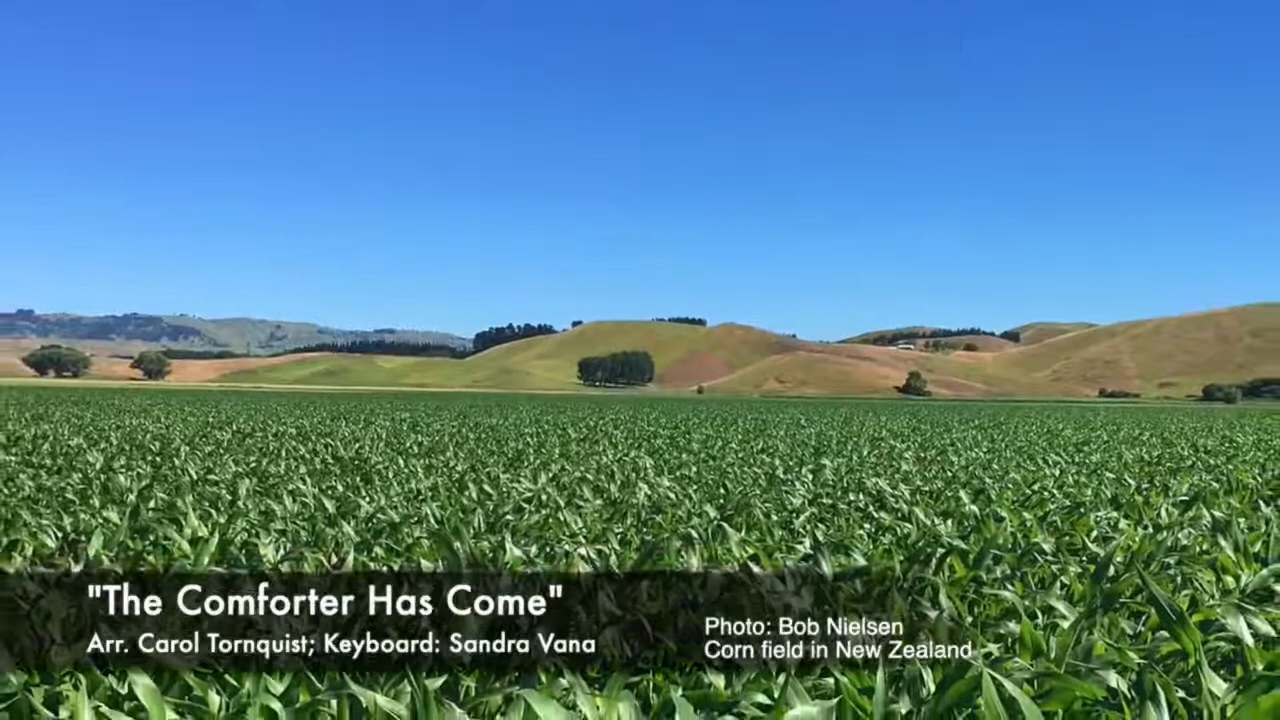 "The Comforter Has Come"
Arr. Carol Tornquist; Keyboard: Sandra Vana
Photo: Bob Nielsen
Corn field in New Zealand